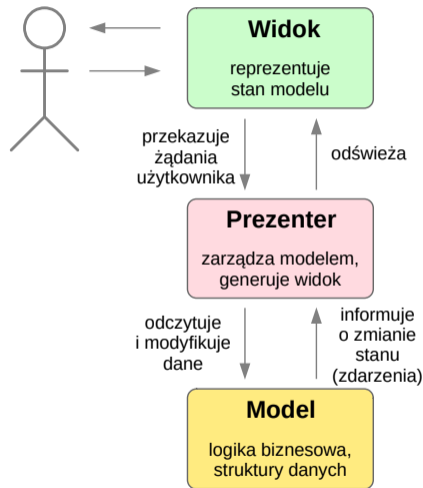 Widok
reprezentuje
stan modelu
przekazuje
żądania
użytkownika
odświeża
Prezenter
zarządza modelem,
generuje widok
odczytuje
i modyfikuje
dane
informuje
o zmianie
stanu
(zdarzenia)
Model
logika biznesowa,
struktury danych